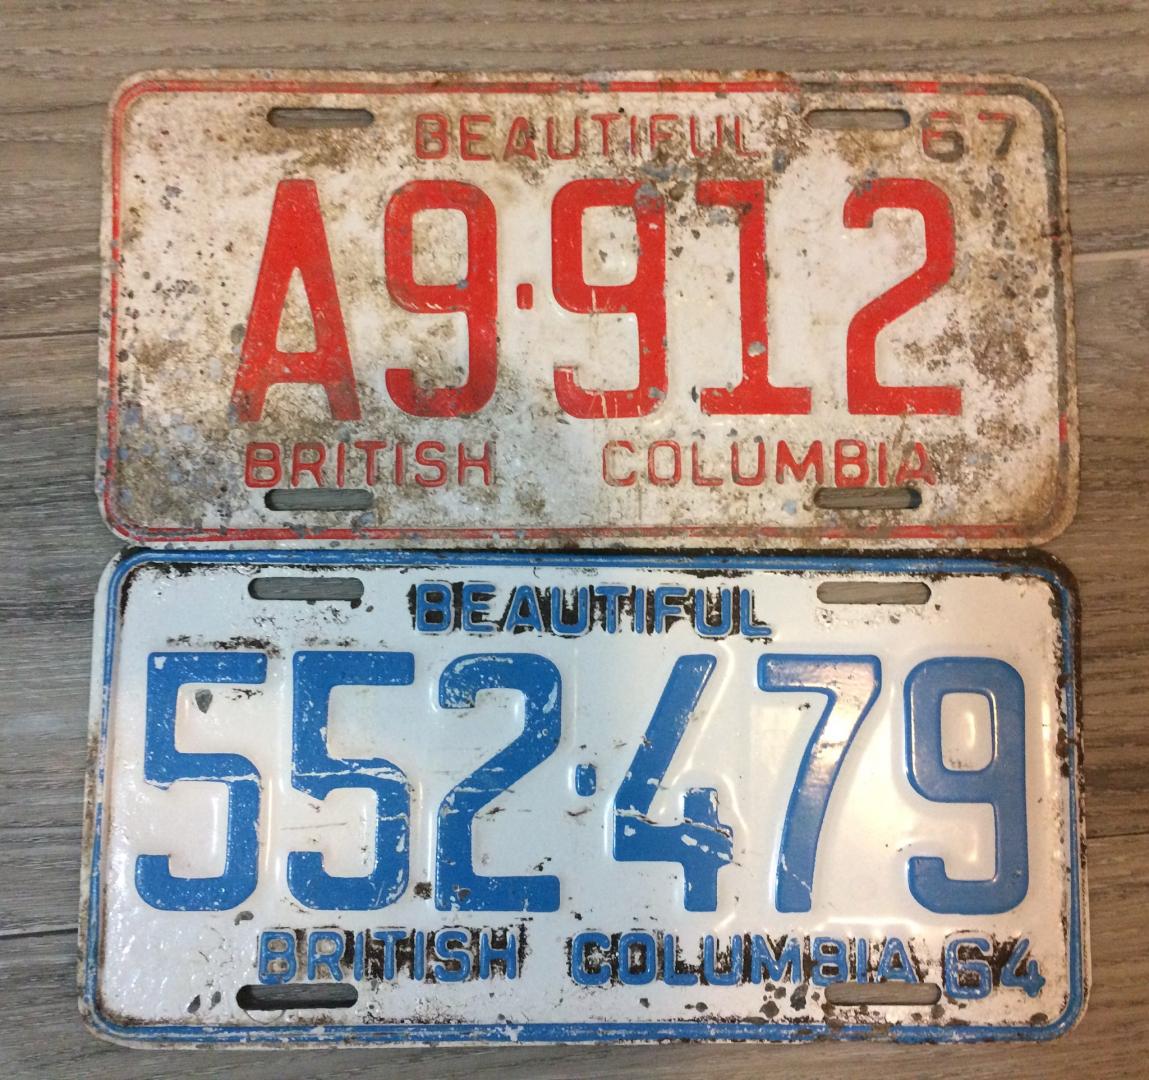 BEAUTIFUL 67
A9·912
BRITISH COLUMBIA
BEAUTIFUL
552·479
BRITISH COLUMBIA 64